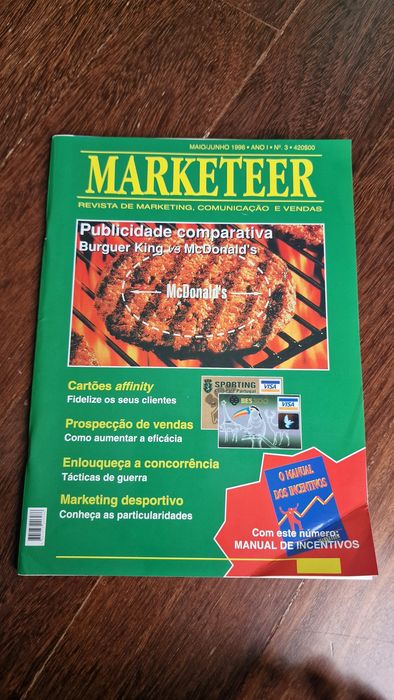 MAIO/JUNHO 1996 • ANO I • Nº. 3 • 420$00
MARKETEER
REVISTA DE MARKETING, COMUNICAÇÃO E VENDAS
Publicidade comparativa
Burguer King vs McDonald's
McDonald's
Cartões affinity
Fidelize os seus clientes
SPORTING
VISA
BES
VISA
Prospecção de vendas
Como aumentar a eficácia
Enlouqueça a concorrência
Tácticas de guerra
O MANUAL
DOS INCENTIVOS
Marketing desportivo
Conheça as particularidades
Com este número:
MANUAL DE INCENTIVOS